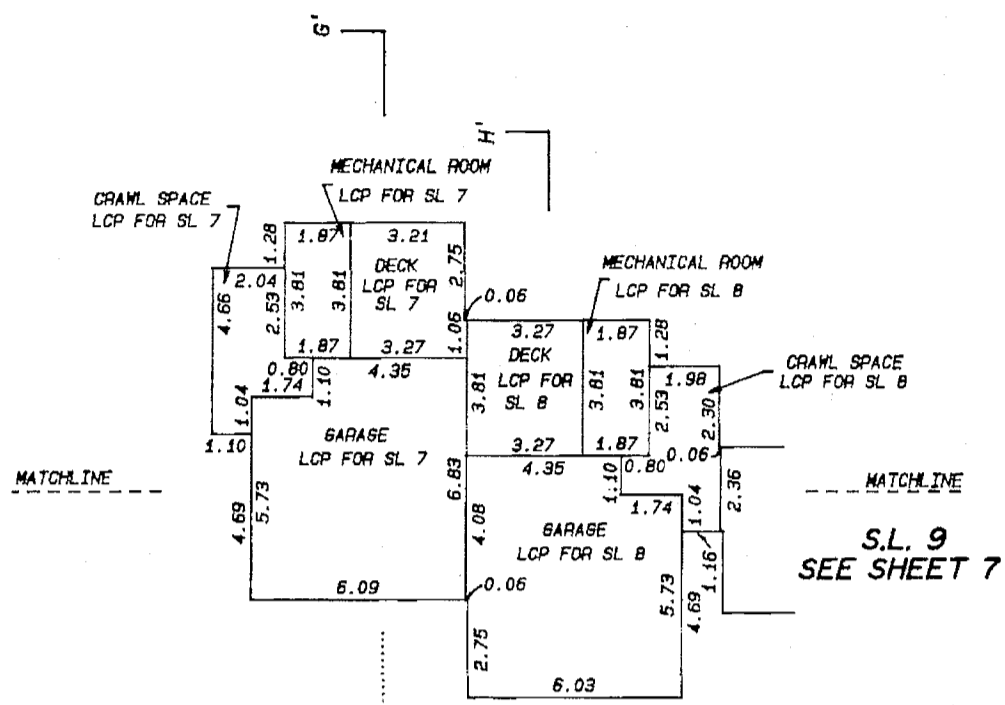 G'
H'
MECHANICAL ROOM
LCP FOR SL 7
CRAWL SPACE
LCP FOR SL 7
1.28
1.87
3.21
2.04
4.66
2.53
3.81
3.81
DECK
LCP FOR
SL 7
2.75
MECHANICAL ROOM
LCP FOR SL 8
0.06
1.87
3.27
1.06
3.27
1.87
1.28
0.80
4.35
1.74
1.10
DECK
LCP FOR
SL 8
3.81
3.81
3.81
2.53
1.98
CRAWL SPACE
LCP FOR SL 8
2.30
1.04
1.10
GARAGE
LCP FOR SL 7
3.27
1.87
0.06
4.35
0.80
MATCHLINE
6.83
1.10
1.74
1.04
2.36
MATCHLINE
4.69
5.73
4.08
GARAGE
LCP FOR SL 8
1.16
S.L. 9
SEE SHEET 7
6.09
0.06
5.73
4.69
2.75
6.03